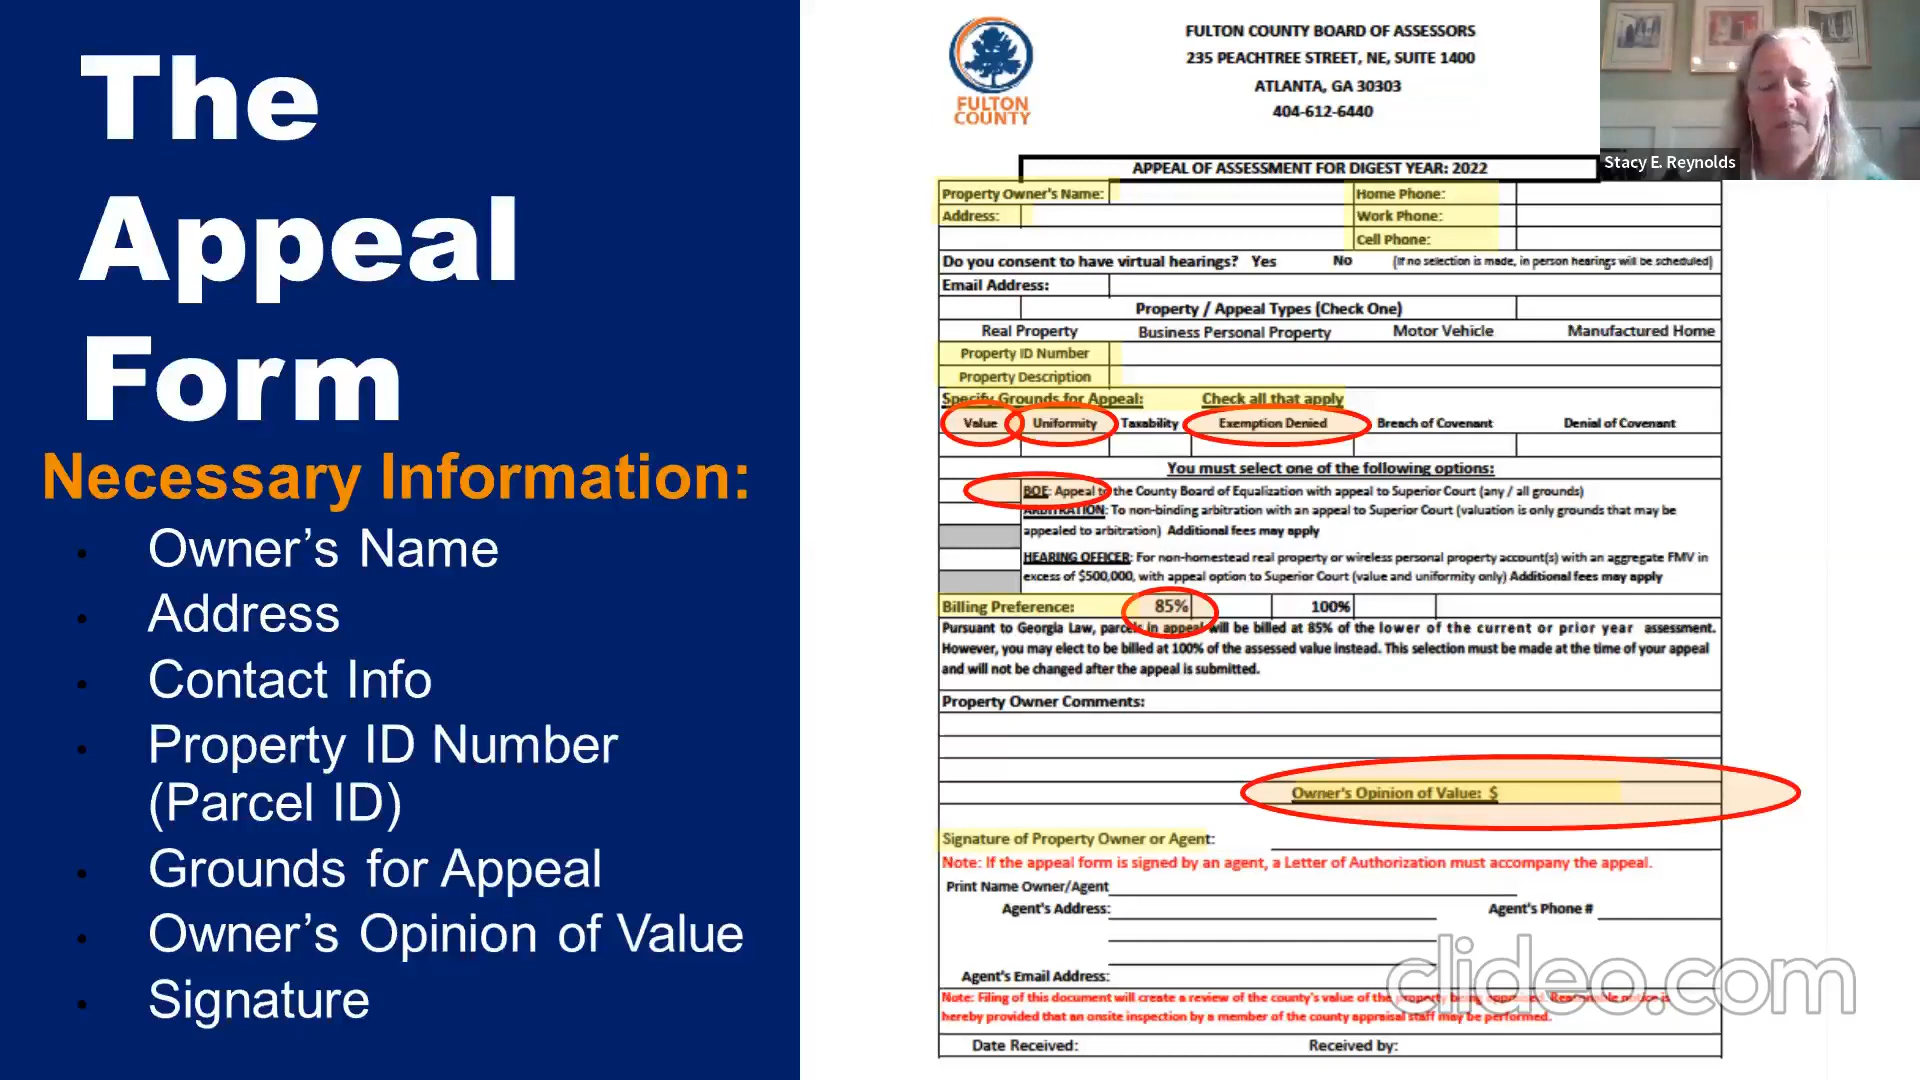 The
Appeal
Form
Necessary Information:
Owner’s Name
Address
Contact Info
Property ID Number
(Parcel ID)
Grounds for Appeal
Owner’s Opinion of Value
Signature
FULTON
COUNTY
FULTON COUNTY BOARD OF ASSESSORS
235 PEACHTREE STREET, NE, SUITE 1400
ATLANTA, GA 30303
404-612-6440
Stacy E. Reynolds
APPEAL OF ASSESSMENT FOR DIGEST YEAR: 2022
Property Owner's Name: Home Phone:
Address: Work Phone:
Cell Phone:
Do you consent to have virtual hearings? Yes No (If no selection is made, in person hearings will be scheduled)
Email Address:
Property / Appeal Types (Check One)
Real Property Business Personal Property Motor Vehicle Manufactured Home
Property ID Number
Property Description
Specify Grounds for Appeal: Check all that apply
Value Uniformity Taxability Exemption Denied Breach of Covenant Denial of Covenant
You must select one of the following options:
BOE: Appeal to the County Board of Equalization with appeal to Superior Court (any / all grounds)
ARBITRATION: To non-binding arbitration with an appeal to Superior Court (valuation is only grounds that may be
appealed to arbitration) Additional fees may apply
HEARING OFFICER: For non-homestead real property or wireless personal property account(s) with an aggregate FMV in
excess of $500,000, with appeal option to Superior Court (value and uniformity only) Additional fees may apply
Billing Preference: 85% 100%
Pursuant to Georgia Law, parcels in appeal will be billed at 85% of the lower of the current or prior year assessment.
However, you may elect to be billed at 100% of the assessed value instead. This selection must be made at the time of your appeal
and will not be changed after the appeal is submitted.
Property Owner Comments:
Owner's Opinion of Value: $
Signature of Property Owner or Agent:
Note: If the appeal form is signed by an agent, a Letter of Authorization must accompany the appeal.
Print Name Owner/Agent
Agent's Address: Agent's Phone #
Agent's Email Address:
clideo.com
Note: Filing of this document will create a review of the county's value of the property being appraised. Reasonable notice is
hereby provided that an onsite inspection by a member of the county appraisal staff may be performed.
Date Received: Received by: